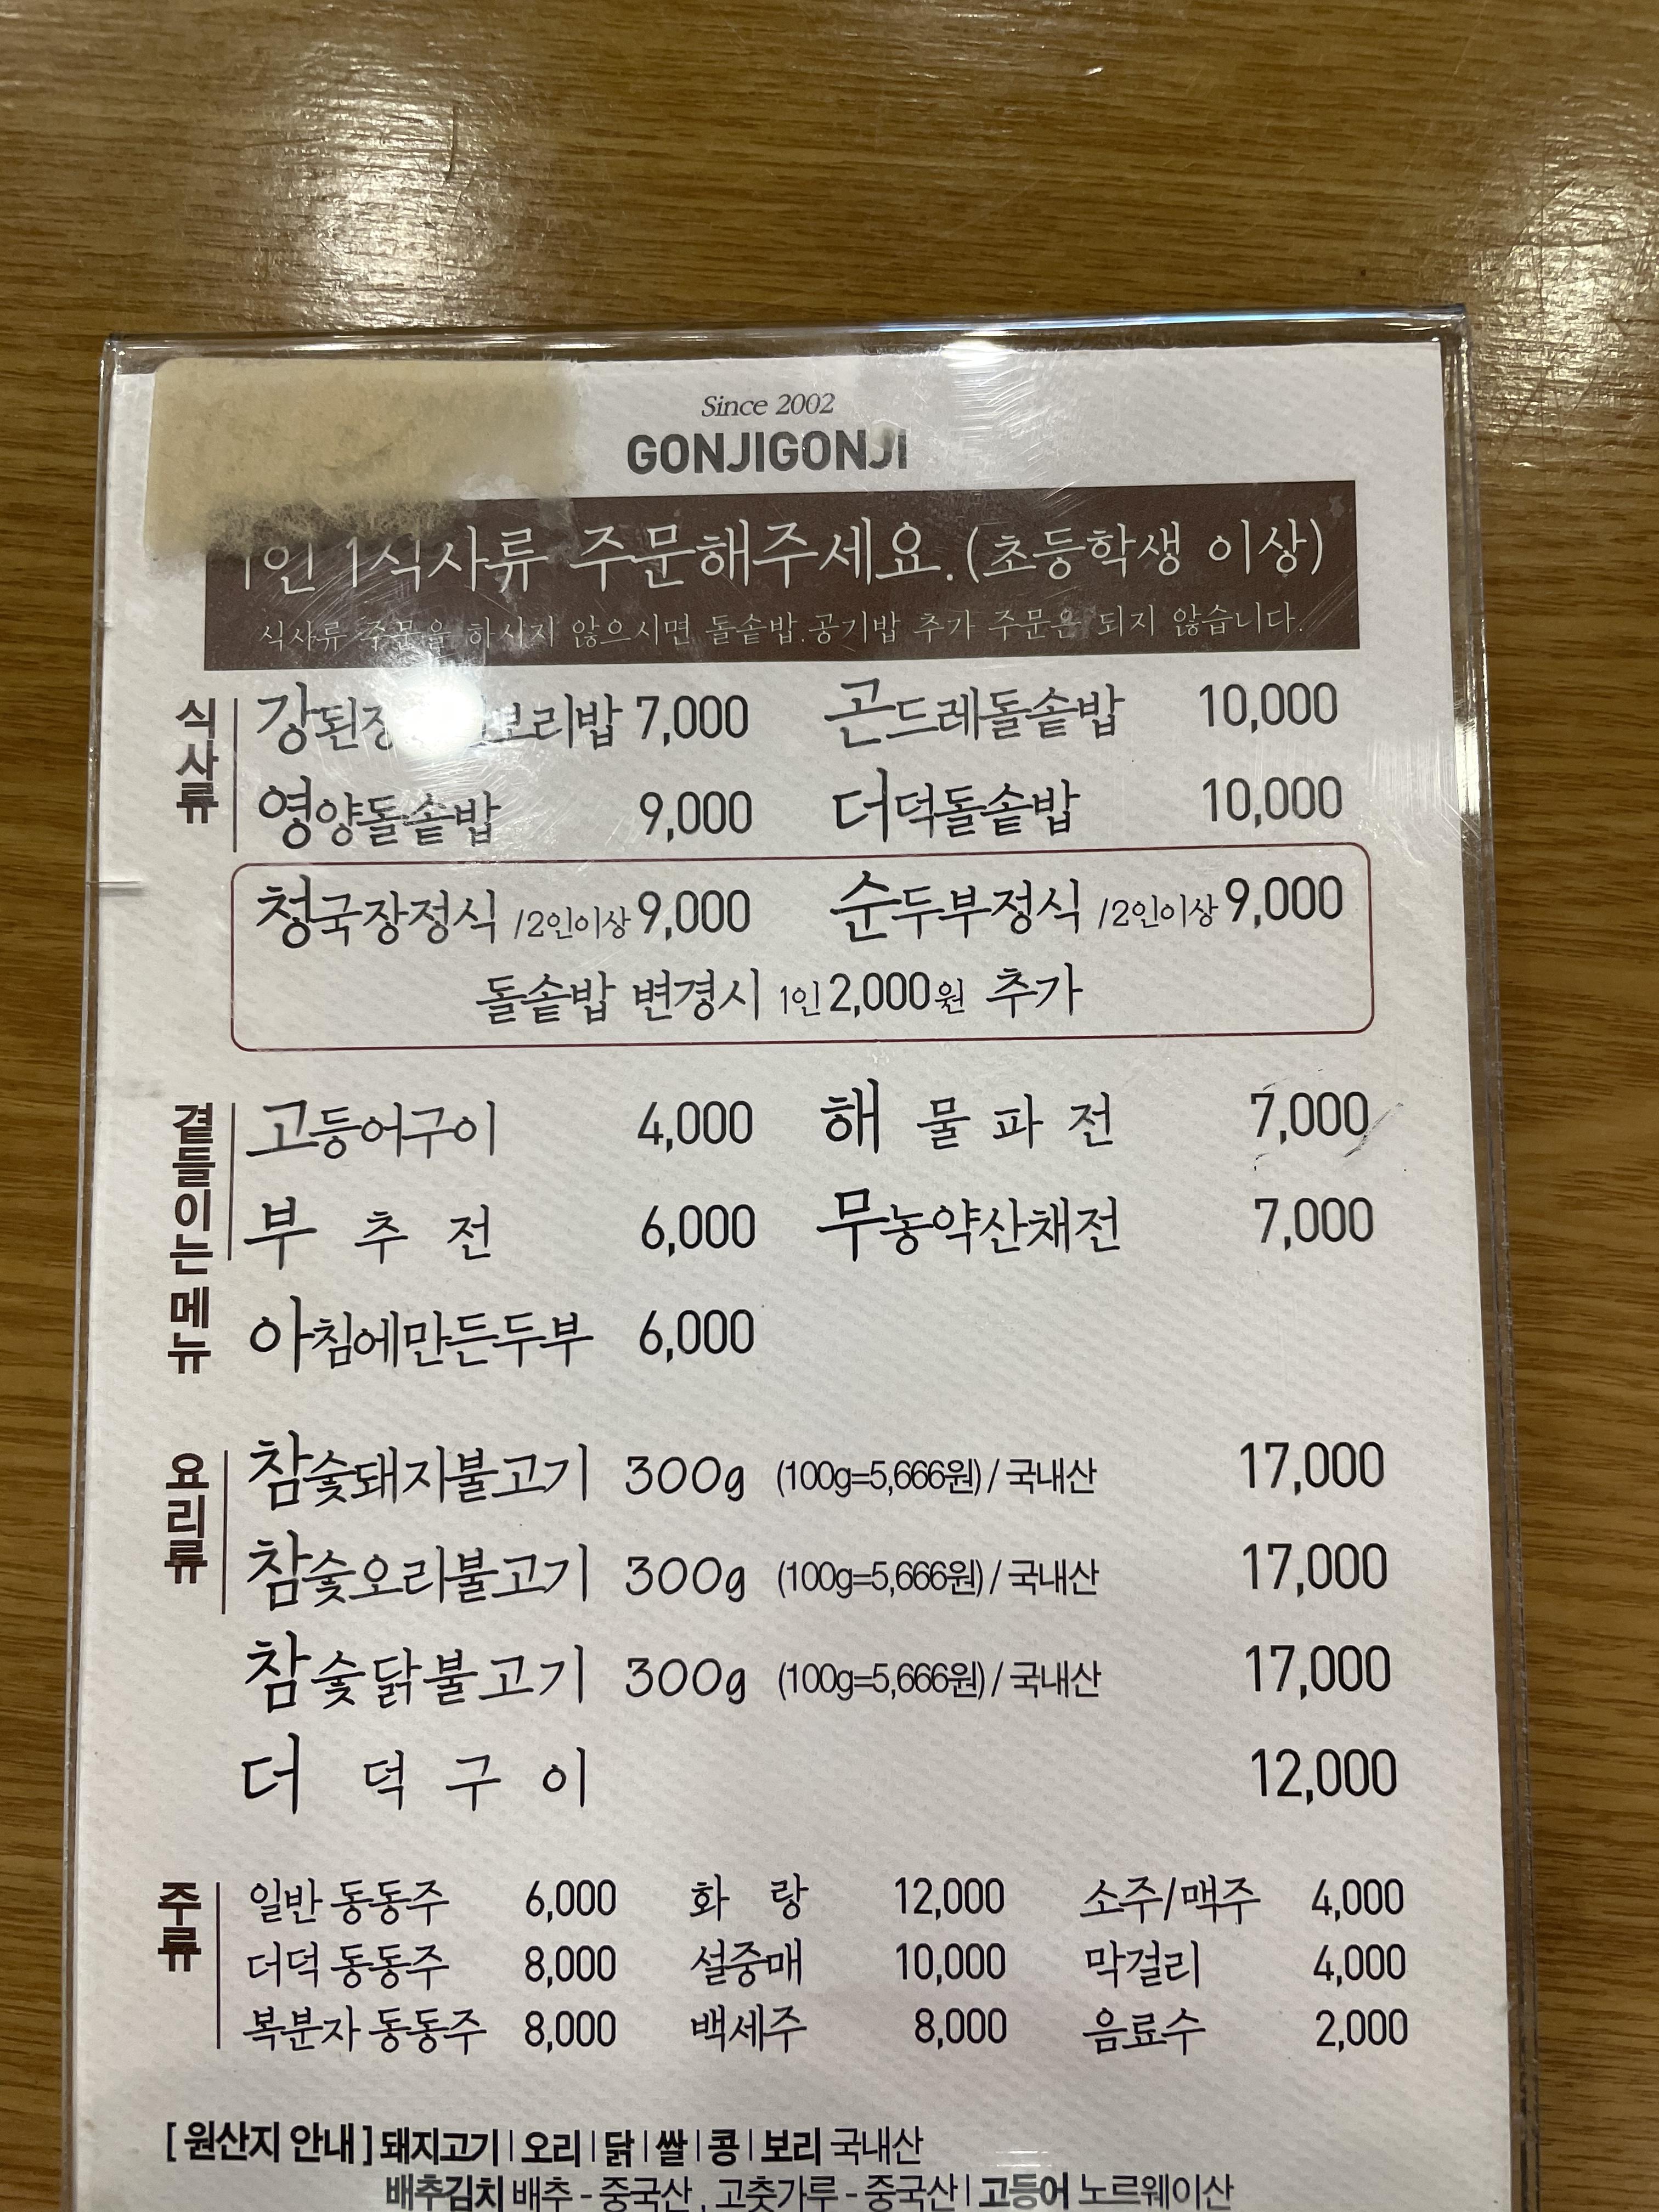 Since 2002
GONJIGONJI
1인 1식사류 주문해주세요.(초등학생 이상)
식사류 주문을 하시지 않으시면 돌솥밥.공기밥 추가 주문은 되지 않습니다.
식사류
강된장 보리밥 7,000 곤드레돌솥밥 10,000
영양돌솥밥 9,000 더덕돌솥밥 10,000
청국장정식 /2인이상 9,000 순두부정식 /2인이상 9,000
돌솥밥 변경시 1인 2,000원 추가
곁들이는 메뉴
고등어구이 4,000 해물파전 7,000
부추전 6,000 무농약산채전 7,000
아침에만든두부 6,000
요리류
참숯돼지불고기 300g (100g=5,666원) / 국내산 17,000
참숯오리불고기 300g (100g=5,666원) / 국내산 17,000
참숯닭불고기 300g (100g=5,666원) / 국내산 17,000
더덕구이 12,000
주류
일반 동동주 6,000 화랑 12,000 소주/맥주 4,000
더덕 동동주 8,000 설중매 10,000 막걸리 4,000
복분자 동동주 8,000 백세주 8,000 음료수 2,000
[원산지 안내] 돼지고기 | 오리 | 닭 | 쌀 | 콩 | 보리 국내산
배추김치 배추 - 중국산 , 고춧가루 - 중국산 | 고등어 노르웨이산